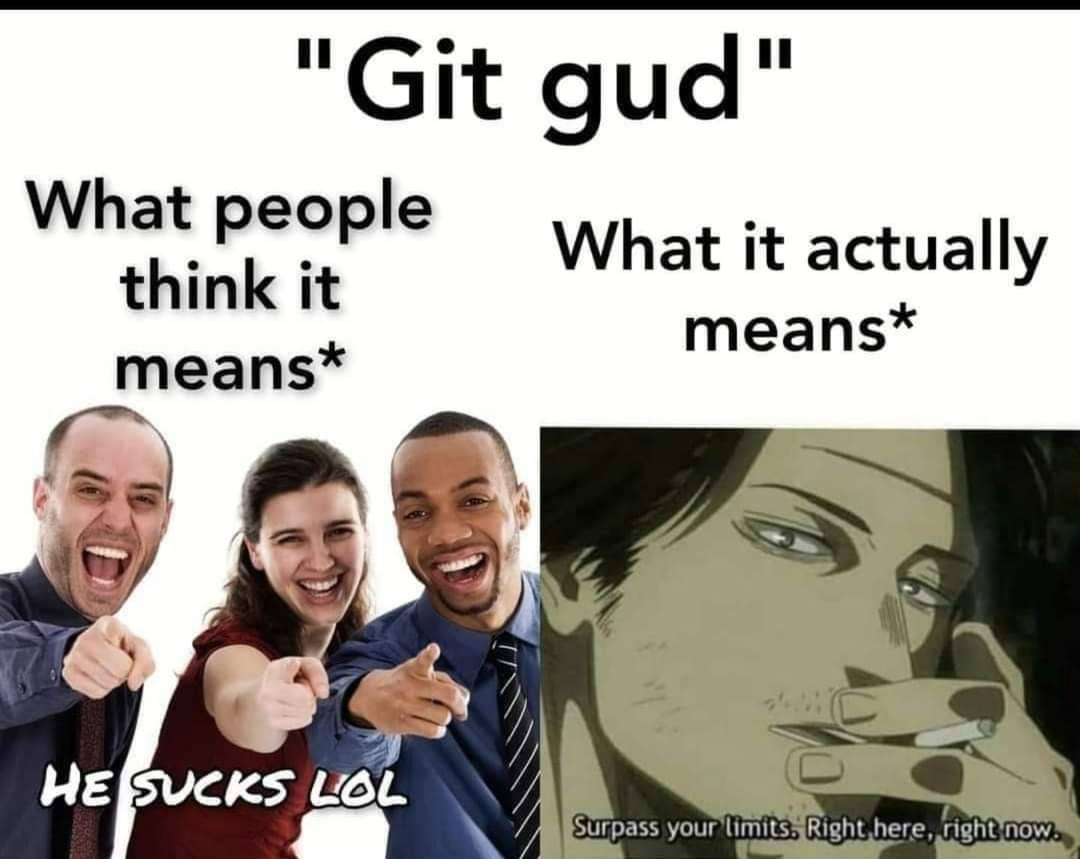 "Git gud"
What people
think it
means*
What it actually
means*
HE SUCKS LOL
Surpass your limits. Right here, right now.